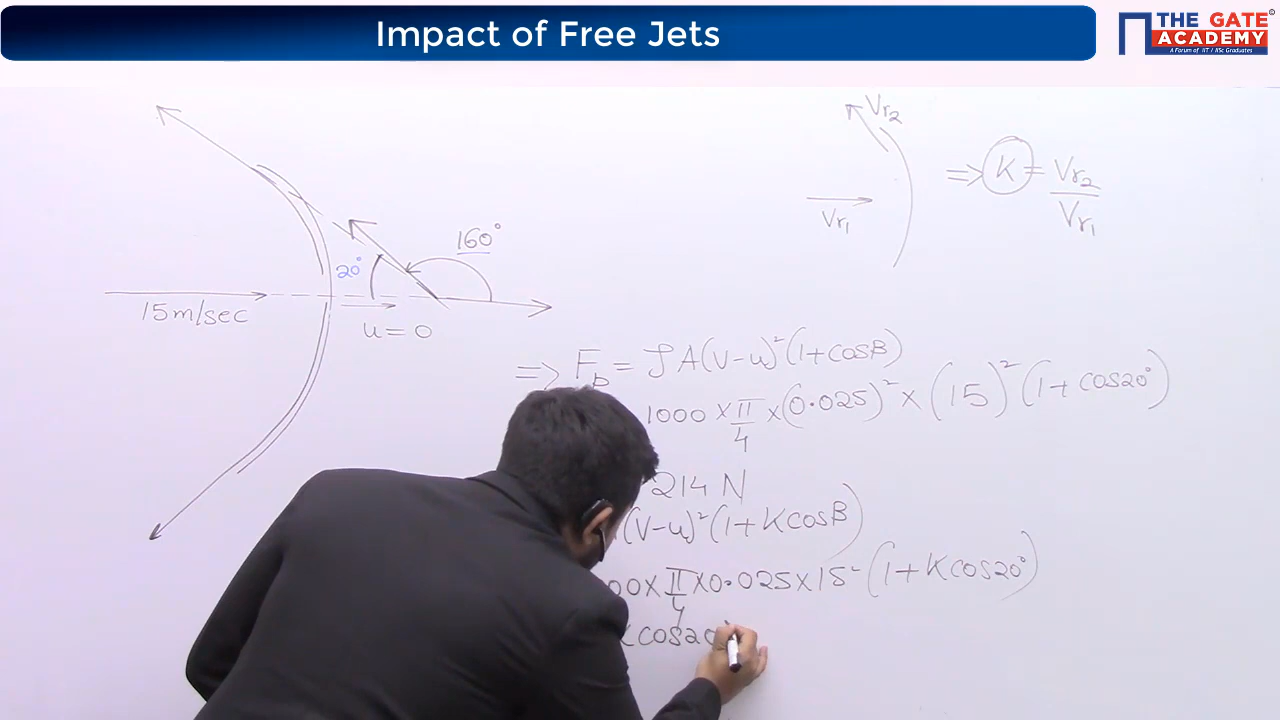 Impact of Free Jets
THE GATE ACADEMY
A Forum of IIT / IISc Graduates
©
160°
20°
15m/sec
u = 0
Vr2
Vr1
⇒ K = Vr2 / Vr1
⇒ Fb = ρA(V-u)²(1+cosβ)
1000 × π/4 × (0.025)² × (15)² (1+cos20°)
214 N
(V-u)²(1+Kcosβ)
00 × π/4 × 0.025 × 15² (1+Kcos20°)
Kcos20